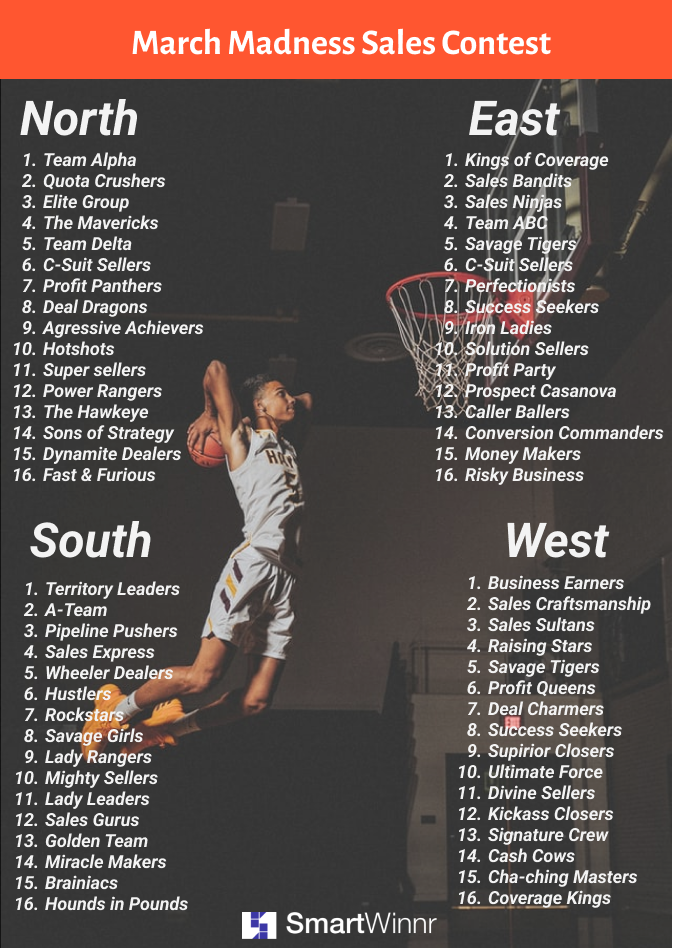 March Madness Sales Contest
North
1. Team Alpha
2. Quota Crushers
3. Elite Group
4. The Mavericks
5. Team Delta
6. C-Suit Sellers
7. Profit Panthers
8. Deal Dragons
9. Agressive Achievers
10. Hotshots
11. Super sellers
12. Power Rangers
13. The Hawkeye
14. Sons of Strategy
15. Dynamite Dealers
16. Fast & Furious
East
1. Kings of Coverage
2. Sales Bandits
3. Sales Ninjas
4. Team ABC
5. Savage Tigers
6. C-Suit Sellers
7. Perfectionists
8. Success Seekers
9. Iron Ladies
10. Solution Sellers
11. Profit Party
12. Prospect Casanova
13. Caller Ballers
14. Conversion Commanders
15. Money Makers
16. Risky Business
South
1. Territory Leaders
2. A-Team
3. Pipeline Pushers
4. Sales Express
5. Wheeler Dealers
6. Hustlers
7. Rockstars
8. Savage Girls
9. Lady Rangers
10. Mighty Sellers
11. Lady Leaders
12. Sales Gurus
13. Golden Team
14. Miracle Makers
15. Brainiacs
16. Hounds in Pounds
West
1. Business Earners
2. Sales Craftsmanship
3. Sales Sultans
4. Raising Stars
5. Savage Tigers
6. Profit Queens
7. Deal Charmers
8. Success Seekers
9. Supirior Closers
10. Ultimate Force
11. Divine Sellers
12. Kickass Closers
13. Signature Crew
14. Cash Cows
15. Cha-ching Masters
16. Coverage Kings
SmartWinnr